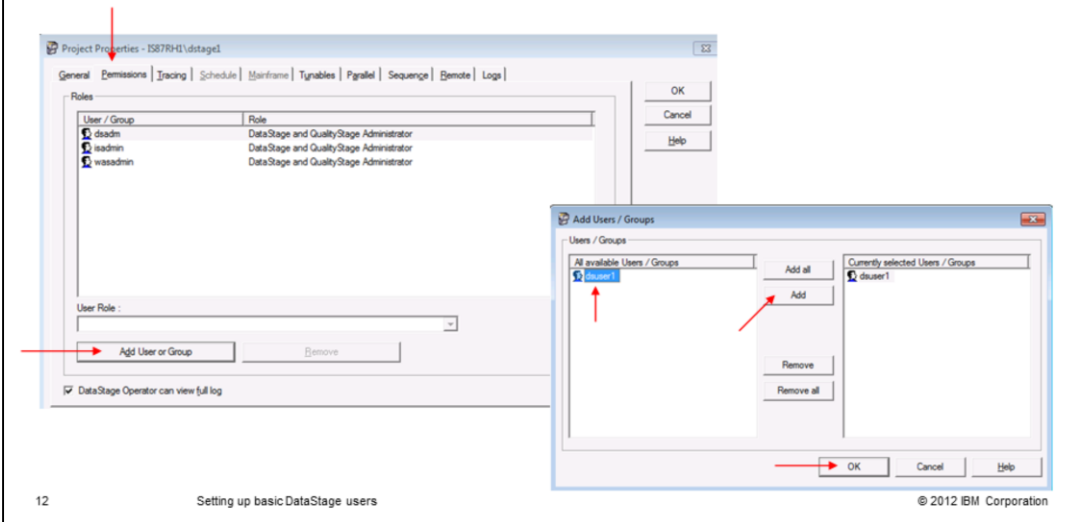 Project Properties - IS87RH1\dstage1
General Permissions Tracing Schedule Mainframe Tunables Parallel Sequence Remote Logs
Roles
User / Group Role
dsadm DataStage and QualityStage Administrator
isadmin DataStage and QualityStage Administrator
wasadmin DataStage and QualityStage Administrator
User Role :
Add User or Group Remove
DataStage Operator can view full log
OK
Cancel
Help
Add Users / Groups
Users / Groups
All available Users / Groups
dsuser1
Add all
Add
Remove
Remove all
Currently selected Users / Groups
dsuser1
OK Cancel Help
12 Setting up basic DataStage users © 2012 IBM Corporation